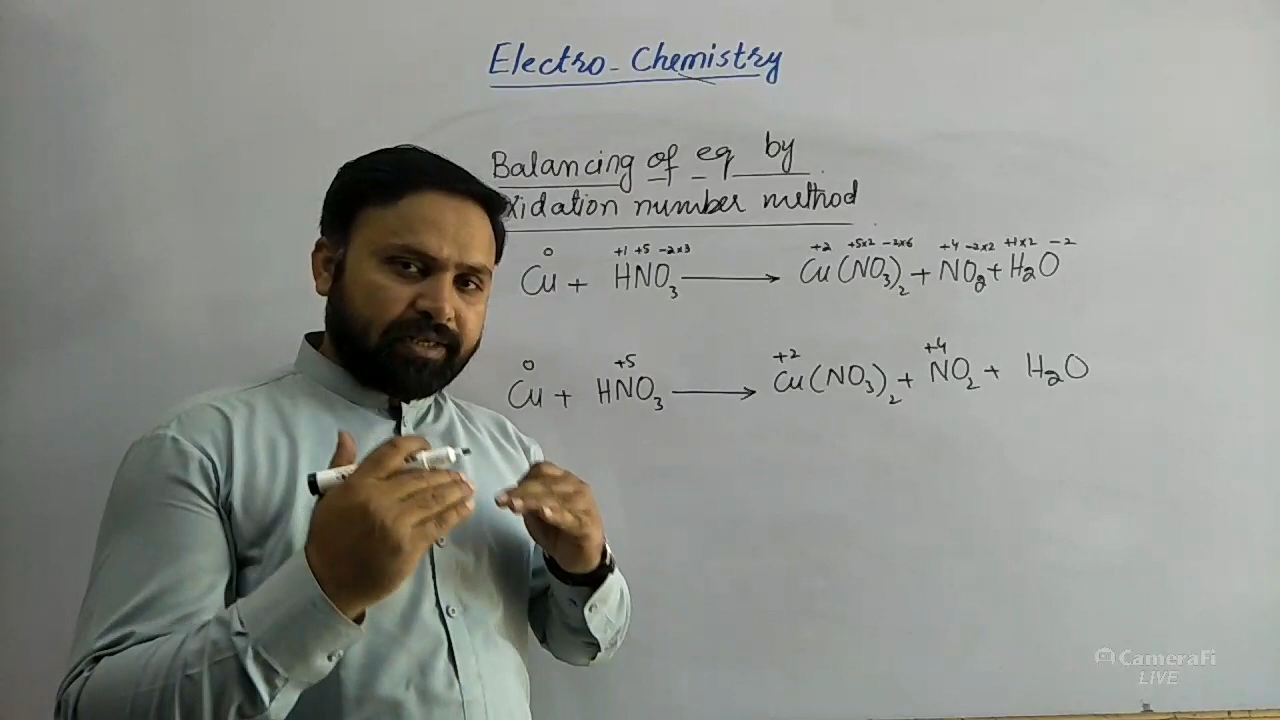 Electro-Chemistry
Balancing of eq by
xidation number method
0 +1 +5 -2x3 +2 +5x2 -2x6 +4 -2x2 +1x2 -2
Cu + HNO₃ ⟶ Cu(NO₃)₂ + NO₂ + H₂O
0 +5 +2 +4
Cu + HNO₃ ⟶ Cu(NO₃)₂ + NO₂ + H₂O
CameraFi
LIVE